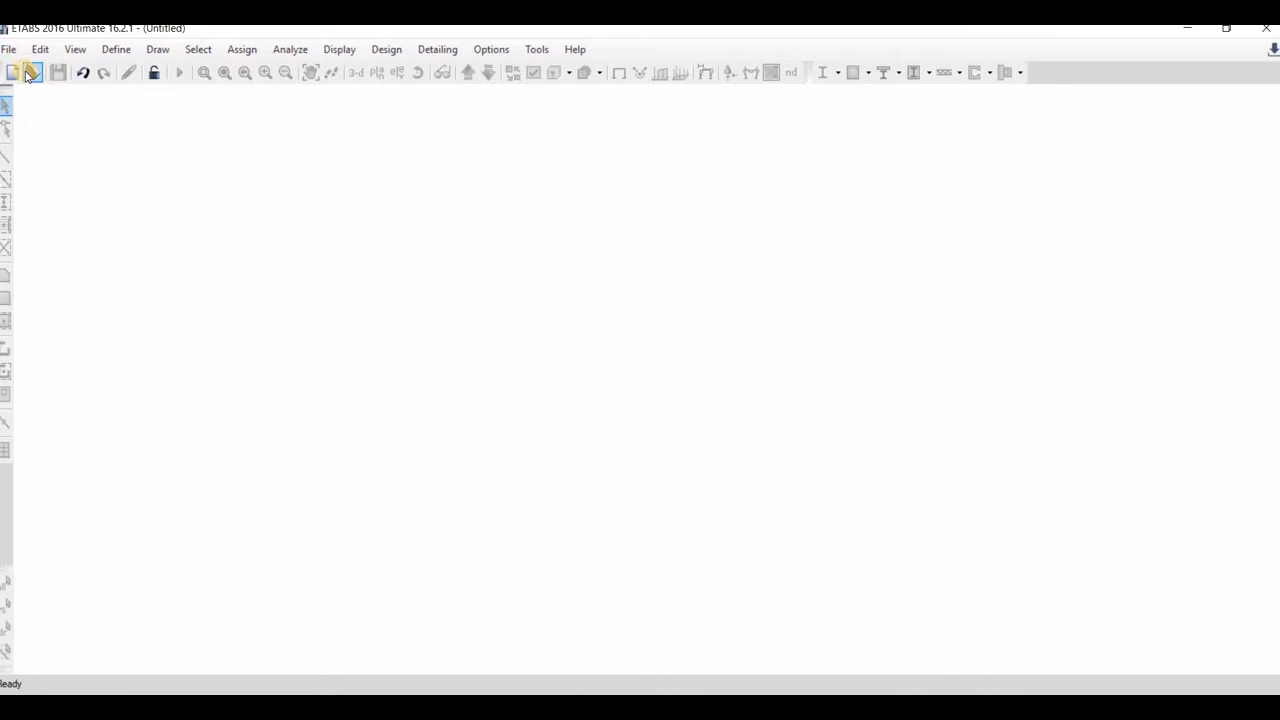 ETABS 2016 Ultimate 16.2.1 - (Untitled)
File Edit View Define Draw Select Assign Analyze Display Design Detailing Options Tools Help
3-d nd
Ready